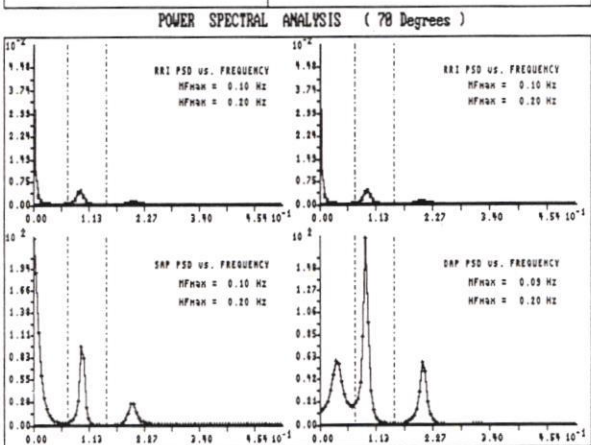 POWER SPECTRAL ANALYSIS ( 70 Degrees )
10-2
4.48
3.74
2.99
2.24
1.49
0.75
0.00
RRI PSD vs. FREQUENCY
MFmax = 0.10 Hz
HFmax = 0.20 Hz
0.00 1.13 2.27 3.40 4.54 10-1
10-2
4.48
3.74
2.99
2.24
1.49
0.75
0.00
RRI PSD vs. FREQUENCY
MFmax = 0.10 Hz
HFmax = 0.20 Hz
0.00 1.13 2.27 3.40 4.54 10-1
10 2
1.94
1.66
1.38
1.11
0.83
0.55
0.28
0.00
SAP PSD vs. FREQUENCY
MFmax = 0.10 Hz
HFmax = 0.20 Hz
0.00 1.13 2.27 3.40 4.54 10-1
10 2
1.48
1.27
1.06
0.85
0.63
0.42
0.21
0.00
DAP PSD vs. FREQUENCY
MFmax = 0.09 Hz
HFmax = 0.20 Hz
0.00 1.13 2.27 3.40 4.54 10-1